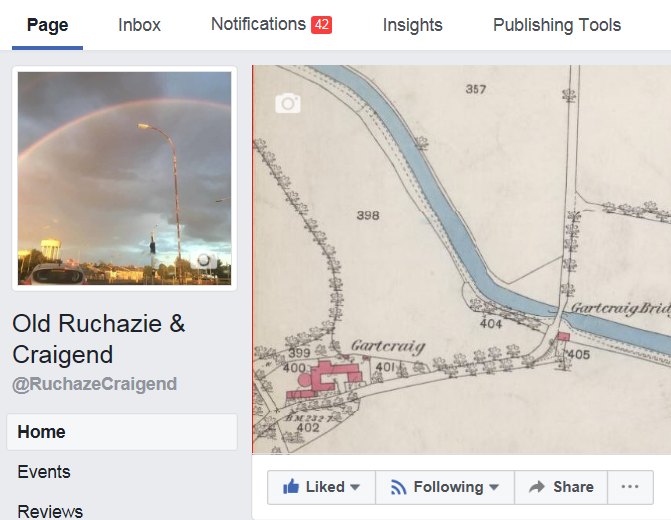 Page Inbox Notifications 42 Insights Publishing Tools
357
398
Gartcraig Brid
404
Gartcraig
399
400
401
405
B.M. 232.7
402
Old Ruchazie &
Craigend
@RuchazeCraigend
Home
Events
Reviews
Liked Following Share